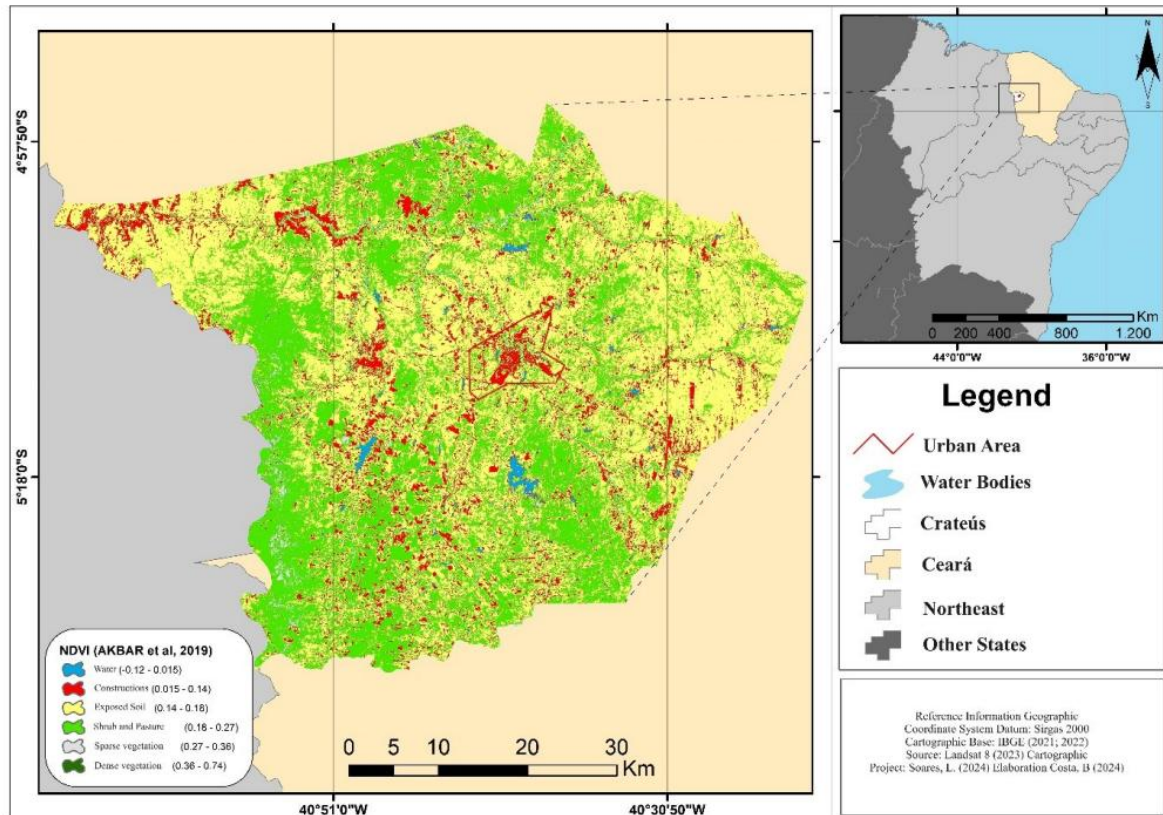 4°57'50"S
5°18'0"S
40°51'0"W
40°30'50"W
NDVI (AKBAR et al, 2019)
Water (-0.12 - 0.015)
Constructions (0.015 - 0.14)
Exposed Soil (0.14 - 0.18)
Shrub and Pasture (0.18 - 0.27)
Sparse vegetation (0.27 - 0.36)
Dense vegetation (0.36 - 0.74)
0 5 10 20 30
Km
N
S
Km
0 200 400 800 1.200
44°0'0"W 36°0'0"W
Legend
Urban Area
Water Bodies
Crateús
Ceará
Northeast
Other States
Reference Information Geographic
Coordinate System Datum: Sirgas 2000
Cartographic Base: IBGE (2021; 2022)
Source: Landsat 8 (2023) Cartographic
Project: Soares, L. (2024) Elaboration Costa, B (2024)